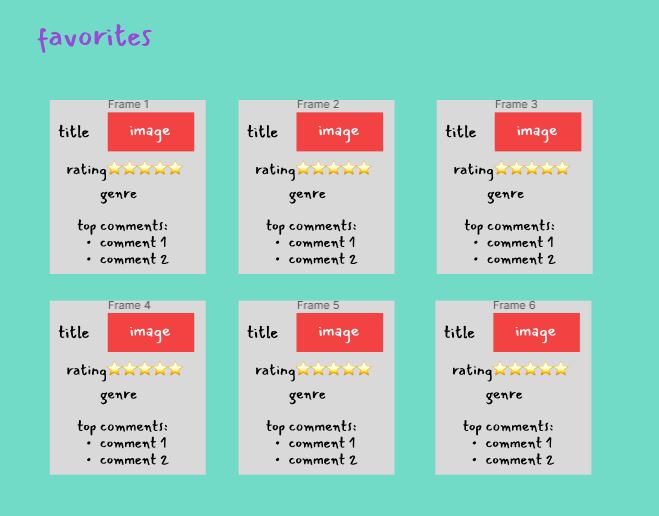 favorites
Frame 1
title
image
rating⭐⭐⭐⭐⭐
genre
top comments:
• comment 1
• comment 2
Frame 2
title
image
rating⭐⭐⭐⭐⭐
genre
top comments:
• comment 1
• comment 2
Frame 3
title
image
rating⭐⭐⭐⭐⭐
genre
top comments:
• comment 1
• comment 2
Frame 4
title
image
rating⭐⭐⭐⭐⭐
genre
top comments:
• comment 1
• comment 2
Frame 5
title
image
rating⭐⭐⭐⭐⭐
genre
top comments:
• comment 1
• comment 2
Frame 6
title
image
rating⭐⭐⭐⭐⭐
genre
top comments:
• comment 1
• comment 2